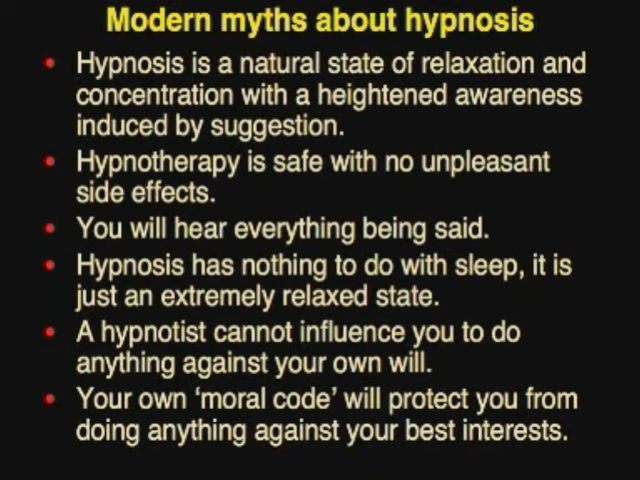 Modern myths about hypnosis
• Hypnosis is a natural state of relaxation and
concentration with a heightened awareness
induced by suggestion.
• Hypnotherapy is safe with no unpleasant
side effects.
• You will hear everything being said.
• Hypnosis has nothing to do with sleep, it is
just an extremely relaxed state.
• A hypnotist cannot influence you to do
anything against your own will.
• Your own ‘moral code’ will protect you from
doing anything against your best interests.